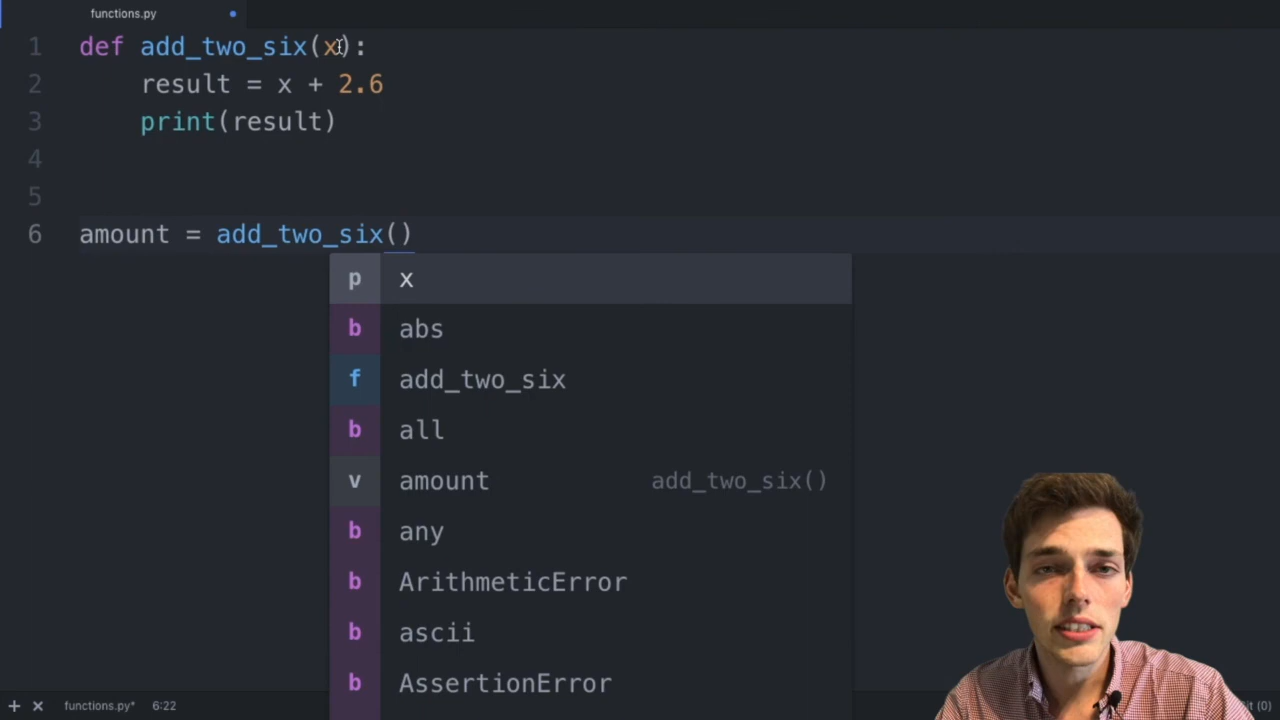 functions.py
1 def add_two_six(x):
2     result = x + 2.6
3     print(result)
4
5
6 amount = add_two_six()
p x
b abs
f add_two_six
b all
v amount add_two_six()
b any
b ArithmeticError
b ascii
b AssertionError
+ × functions.py* 6:22 (0)